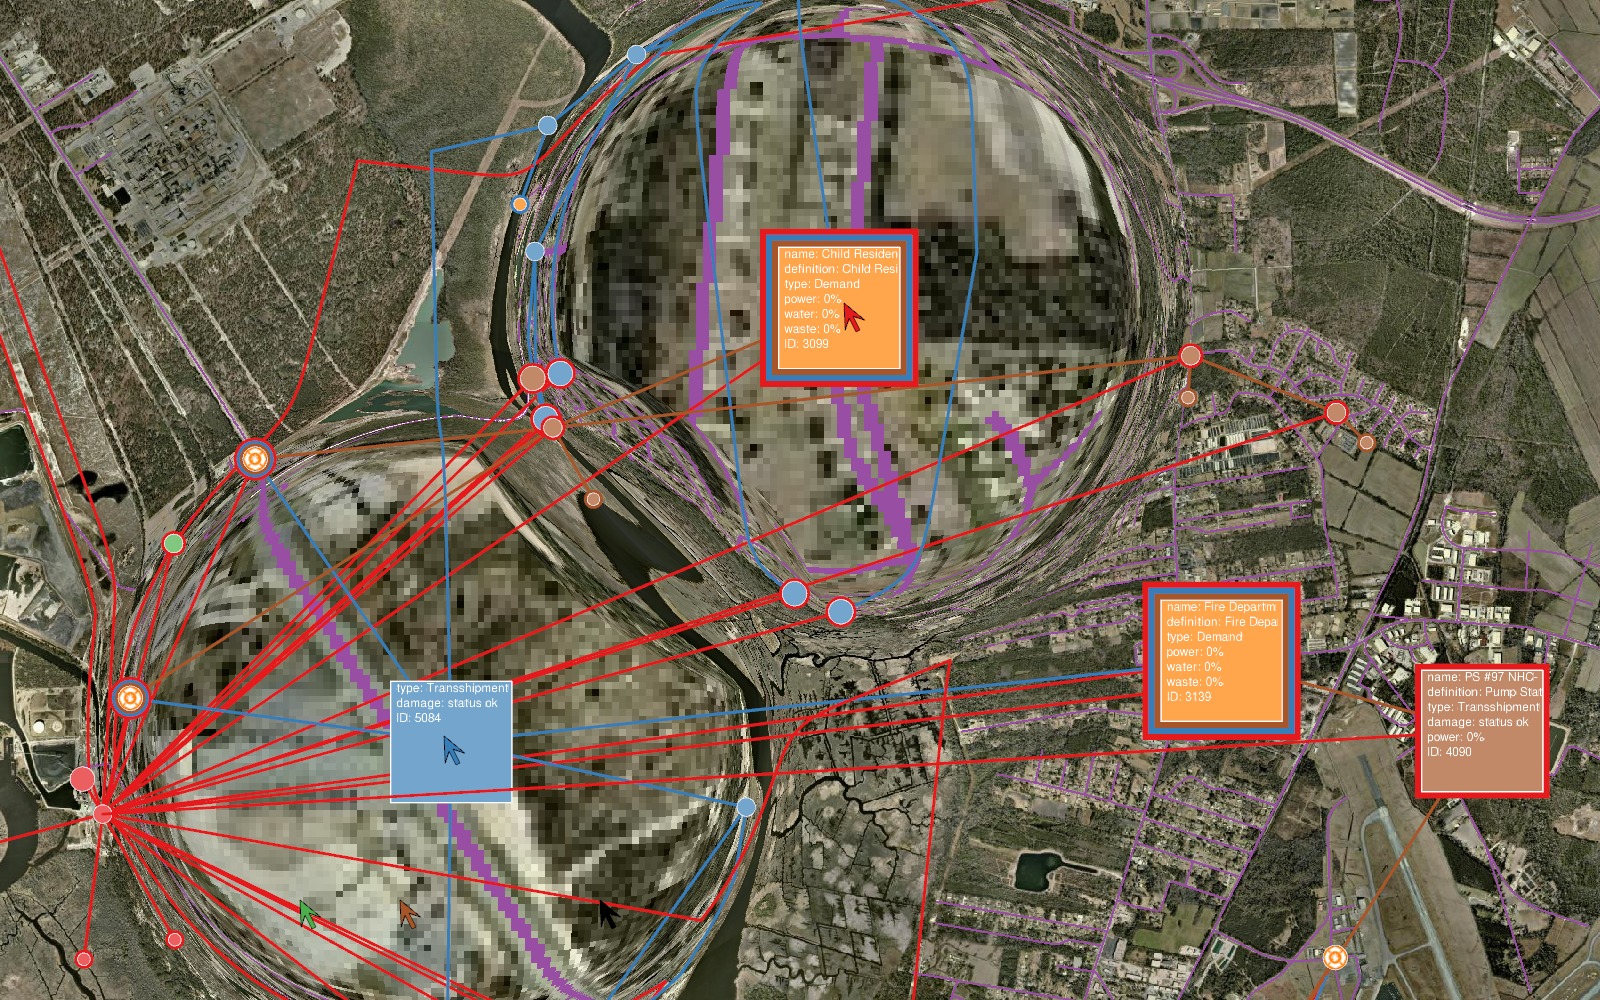 name: Child Residen
definition: Child Resi
type: Demand
power: 0%
water: 0%
waste: 0%
ID: 3099
name: Fire Departm
definition: Fire Depa
type: Demand
power: 0%
water: 0%
waste: 0%
ID: 3139
name: PS #97 NHC-
definition: Pump Stat
type: Transshipment
damage: status ok
power: 0%
ID: 4090
type: Transshipment
damage: status ok
ID: 5084